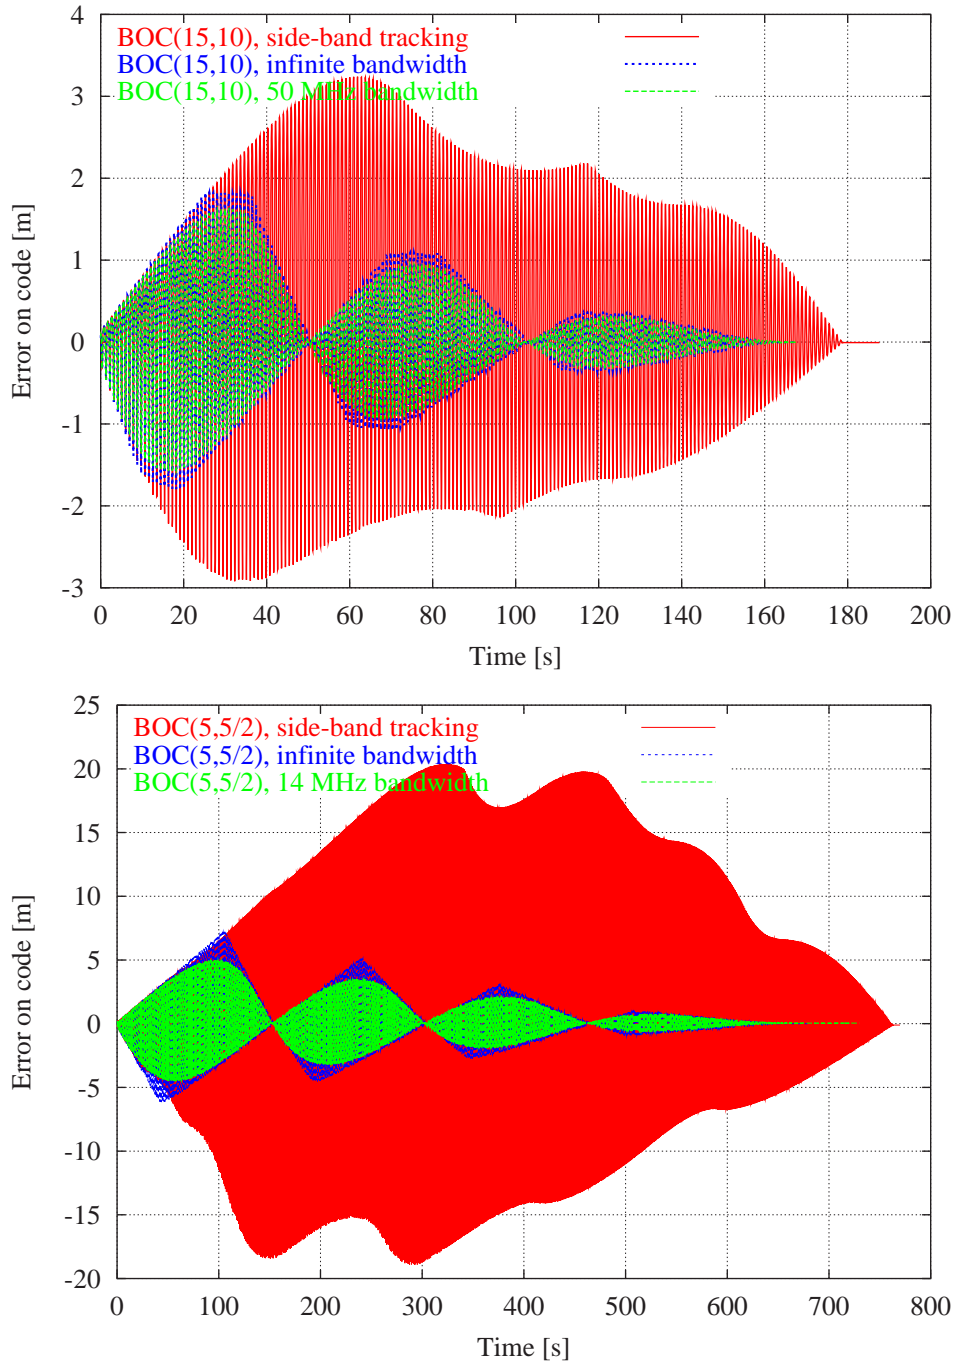 4
3
2
1
0
-1
-2
-3
Error on code [m]
BOC(15,10), side-band tracking
BOC(15,10), infinite bandwidth
BOC(15,10), 50 MHz bandwidth
0 20 40 60 80 100 120 140 160 180 200
Time [s]
25
20
15
10
5
0
-5
-10
-15
-20
Error on code [m]
BOC(5,5/2), side-band tracking
BOC(5,5/2), infinite bandwidth
BOC(5,5/2), 14 MHz bandwidth
0 100 200 300 400 500 600 700 800
Time [s]